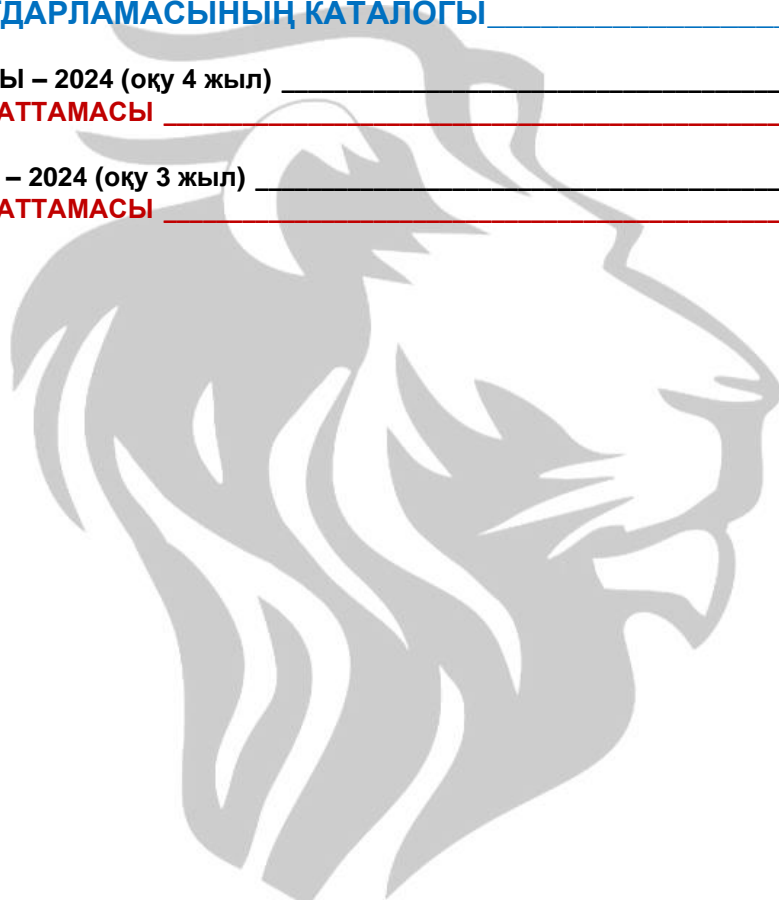 ДАРЛАМАСЫНЫҢ КАТАЛОГЫ
Ы – 2024 (оқу 4 жыл)
АТТАМАСЫ
– 2024 (оқу 3 жыл)
АТТАМАСЫ